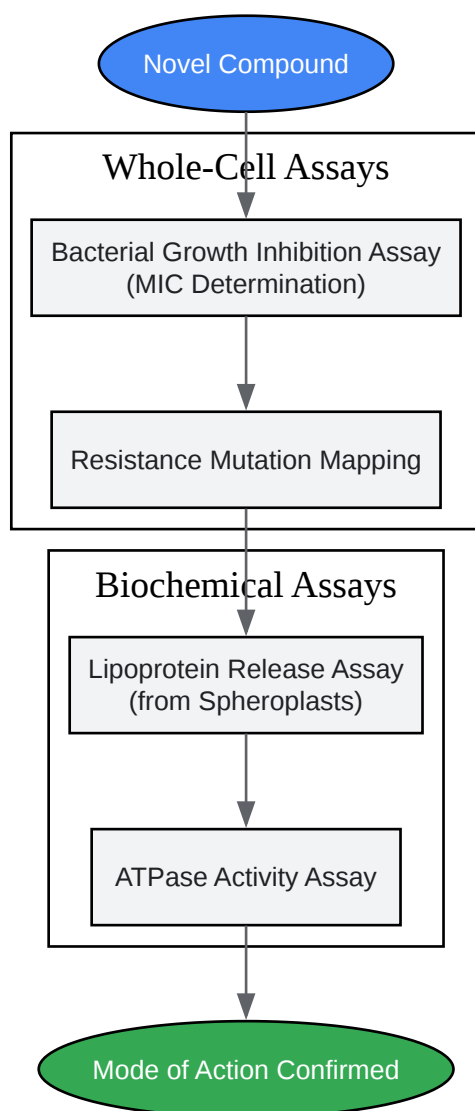 Novel Compound
Whole-Cell Assays
Bacterial Growth Inhibition Assay
(MIC Determination)
Resistance Mutation Mapping
Biochemical Assays
Lipoprotein Release Assay
(from Spheroplasts)
ATPase Activity Assay
Mode of Action Confirmed